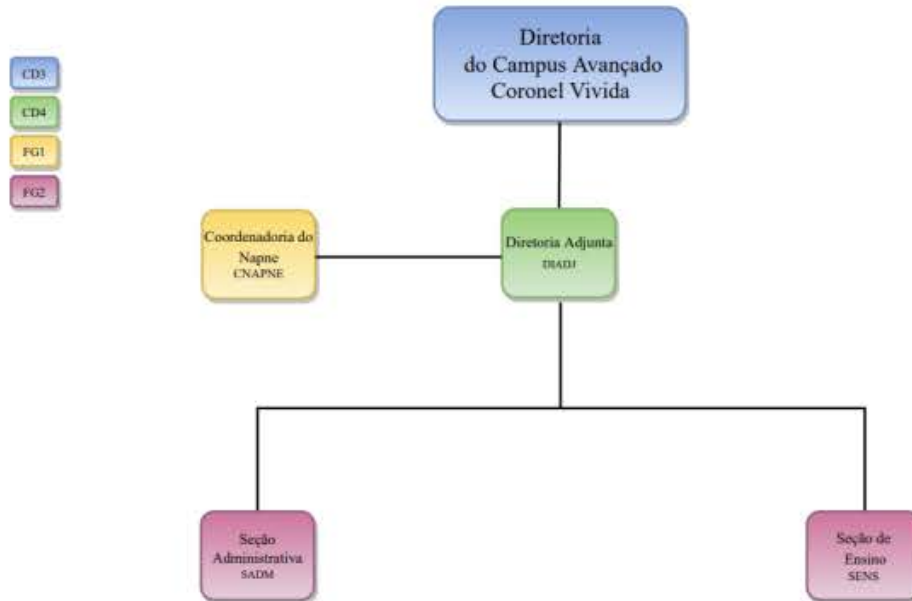 Diretoria
do Campus Avançado
Coronel Vivida
CD3
CD4
FG1
FG2
Coordenadoria do
Napne
CNAPNE
Diretoria Adjunta
DIADJ
Seção
Administrativa
SADM
Seção de
Ensino
SENS